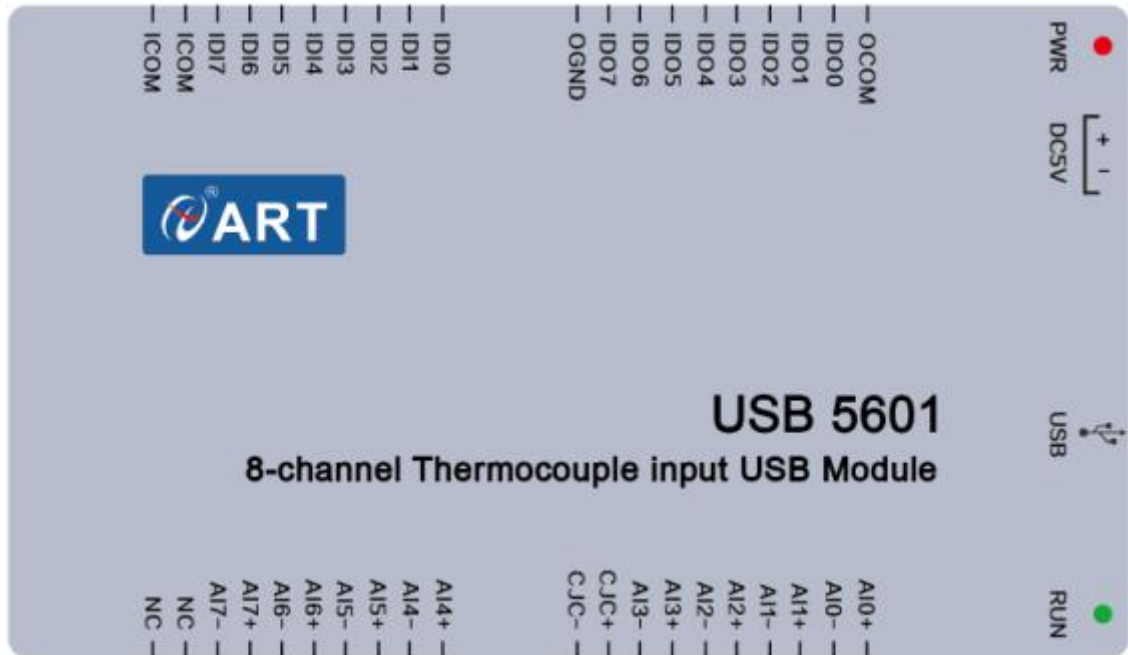 ICOM
ICOM
IDI7
IDI6
IDI5
IDI4
IDI3
IDI2
IDI1
IDI0
OGND
IDO7
IDO6
IDO5
IDO4
IDO3
IDO2
IDO1
IDO0
OCOM
PWR
DC5V
+
−
® ART
USB 5601
8-channel Thermocouple input USB Module
USB
NC
NC
AI7−
AI7+
AI6−
AI6+
AI5−
AI5+
AI4−
AI4+
CJC−
CJC+
AI3−
AI3+
AI2−
AI2+
AI1−
AI1+
AI0−
AI0+
RUN